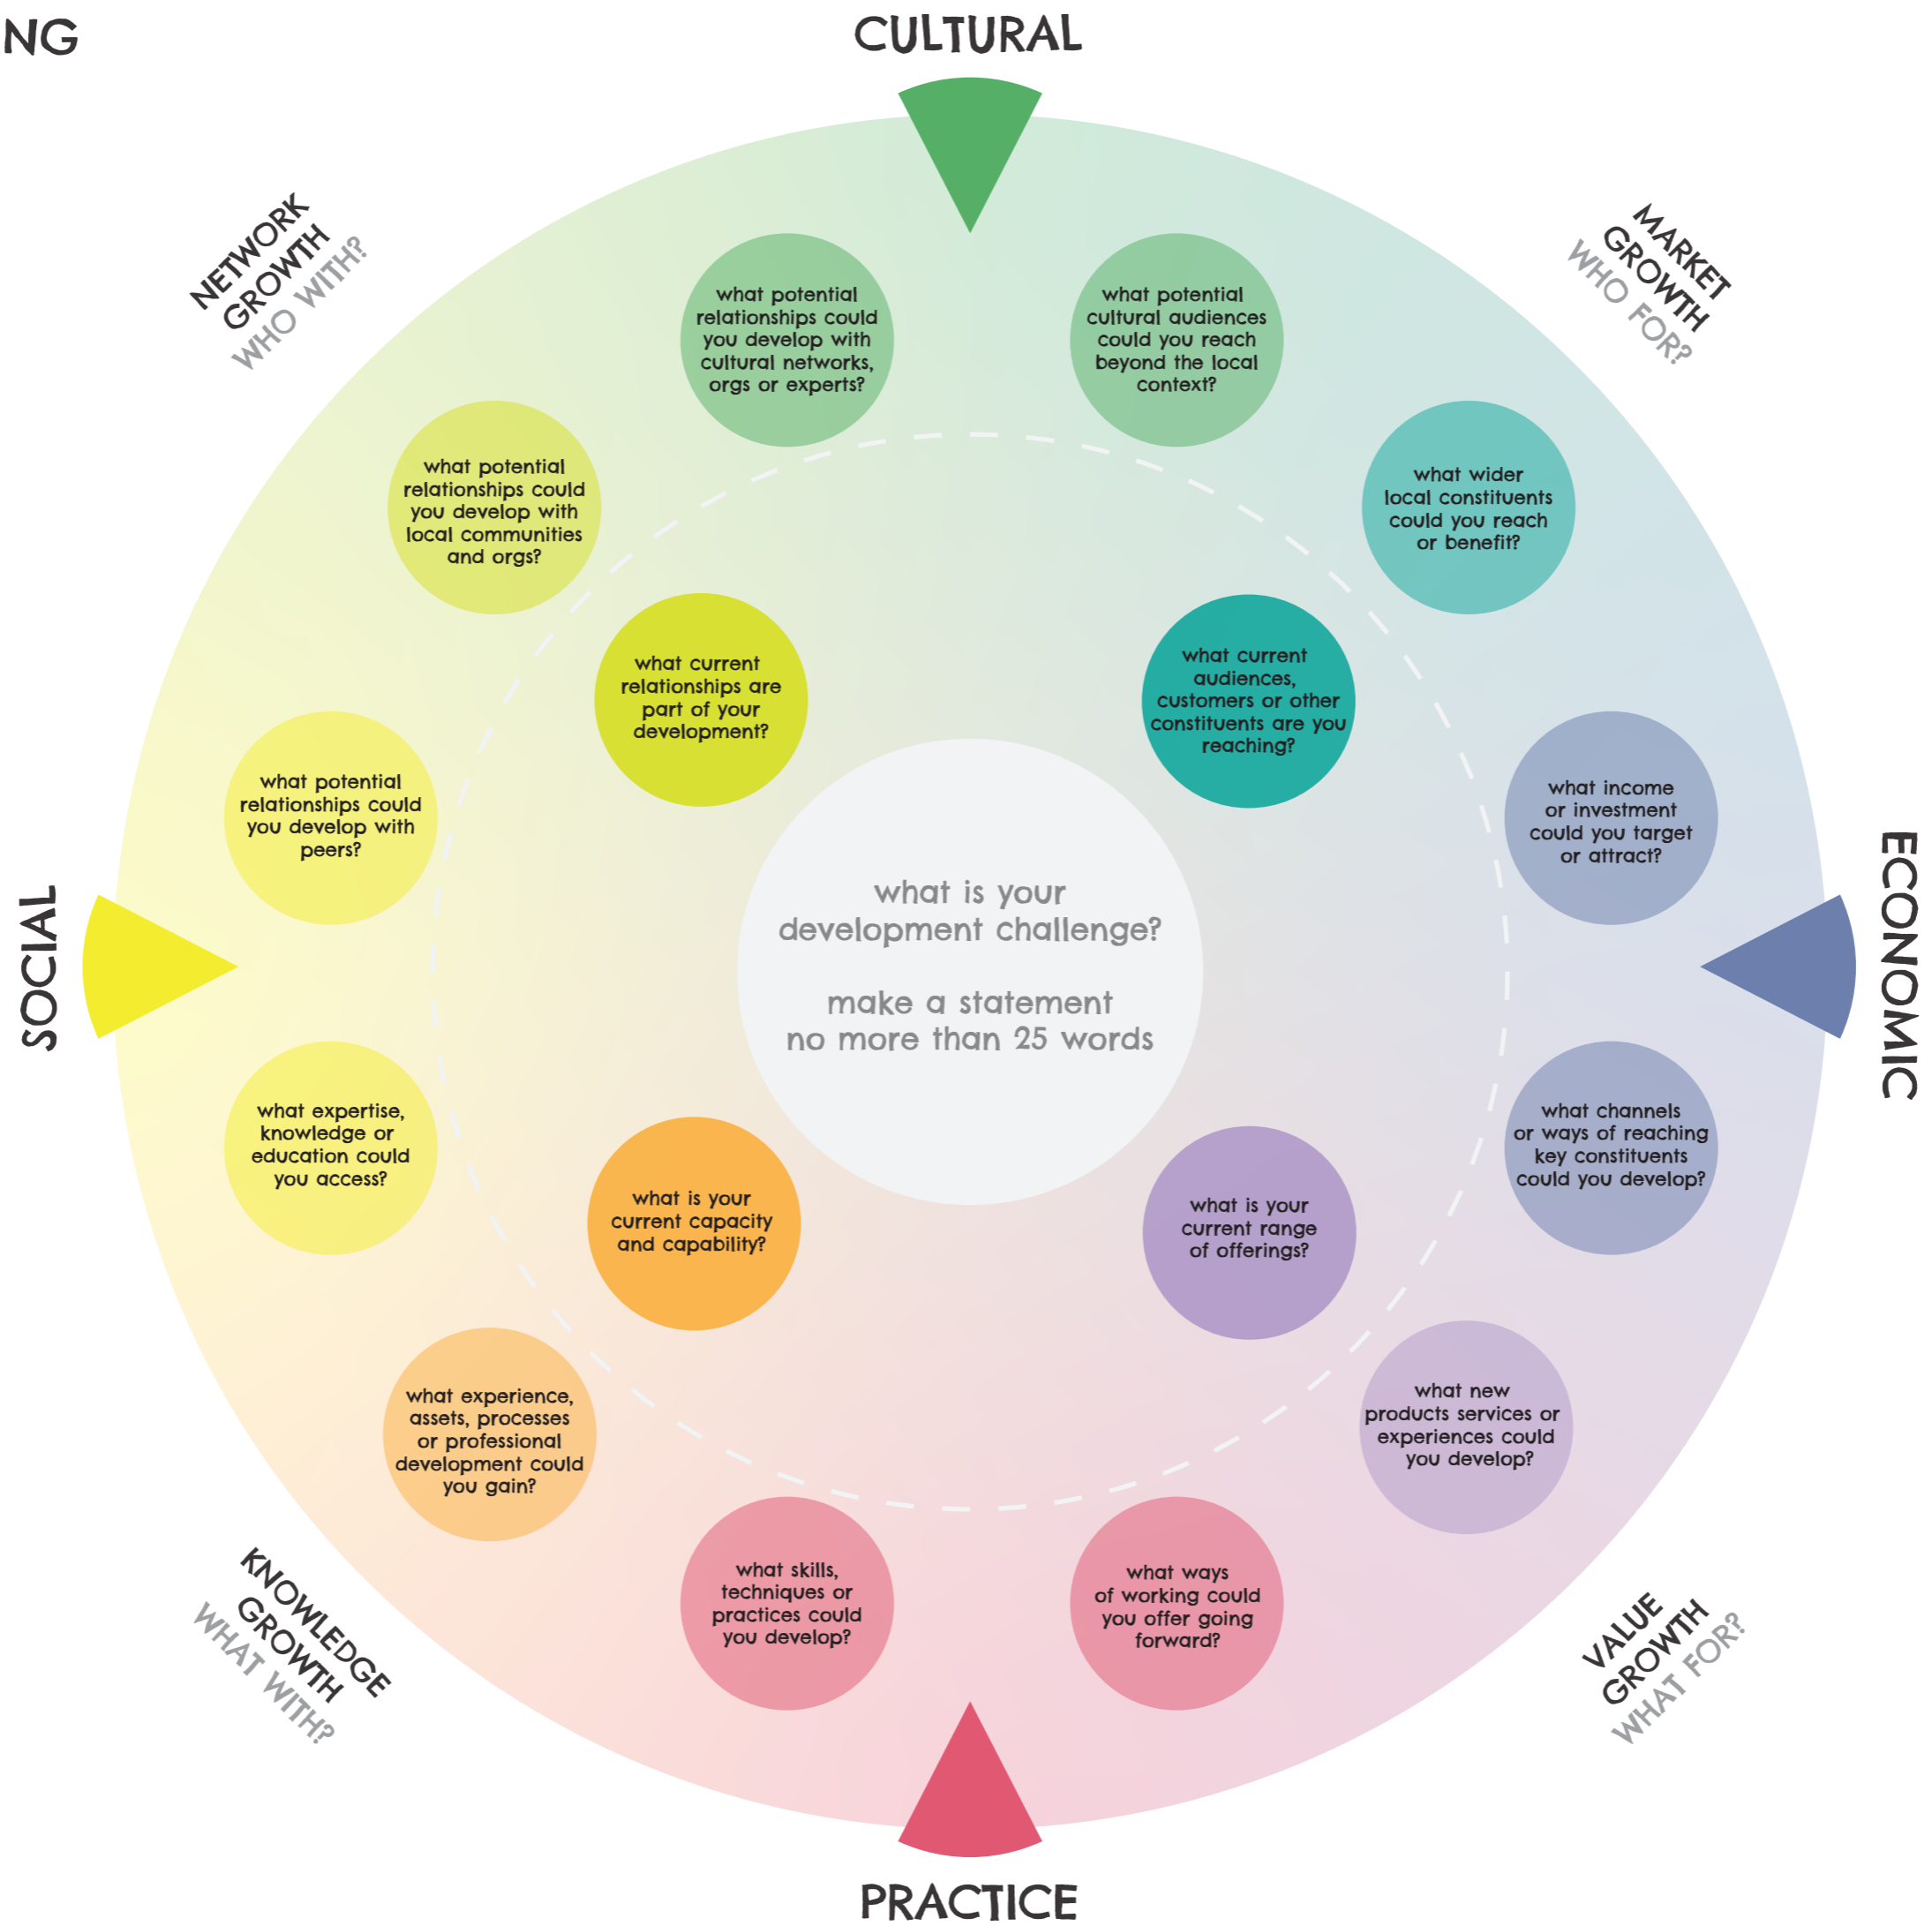 NG
CULTURAL
NETWORK
GROWTH
WHO WITH?
MARKET
GROWTH
WHO FOR?
what potential
relationships could
you develop with
cultural networks,
orgs or experts?
what potential
cultural audiences
could you reach
beyond the local
context?
what potential
relationships could
you develop with
local communities
and orgs?
what wider
local constituents
could you reach
or benefit?
what current
relationships are
part of your
development?
what current
audiences,
customers or other
constituents are you
reaching?
what potential
relationships could
you develop with
peers?
what income
or investment
could you target
or attract?
SOCIAL
what is your
development challenge?
make a statement
no more than 25 words
ECONOMIC
what expertise,
knowledge or
education could
you access?
what channels
or ways of reaching
key constituents
could you develop?
what is your
current capacity
and capability?
what is your
current range
of offerings?
what experience,
assets, processes
or professional
development could
you gain?
what new
products services or
experiences could
you develop?
what skills,
techniques or
practices could
you develop?
what ways
of working could
you offer going
forward?
KNOWLEDGE
GROWTH
WHAT WITH?
VALUE
GROWTH
WHAT FOR?
PRACTICE